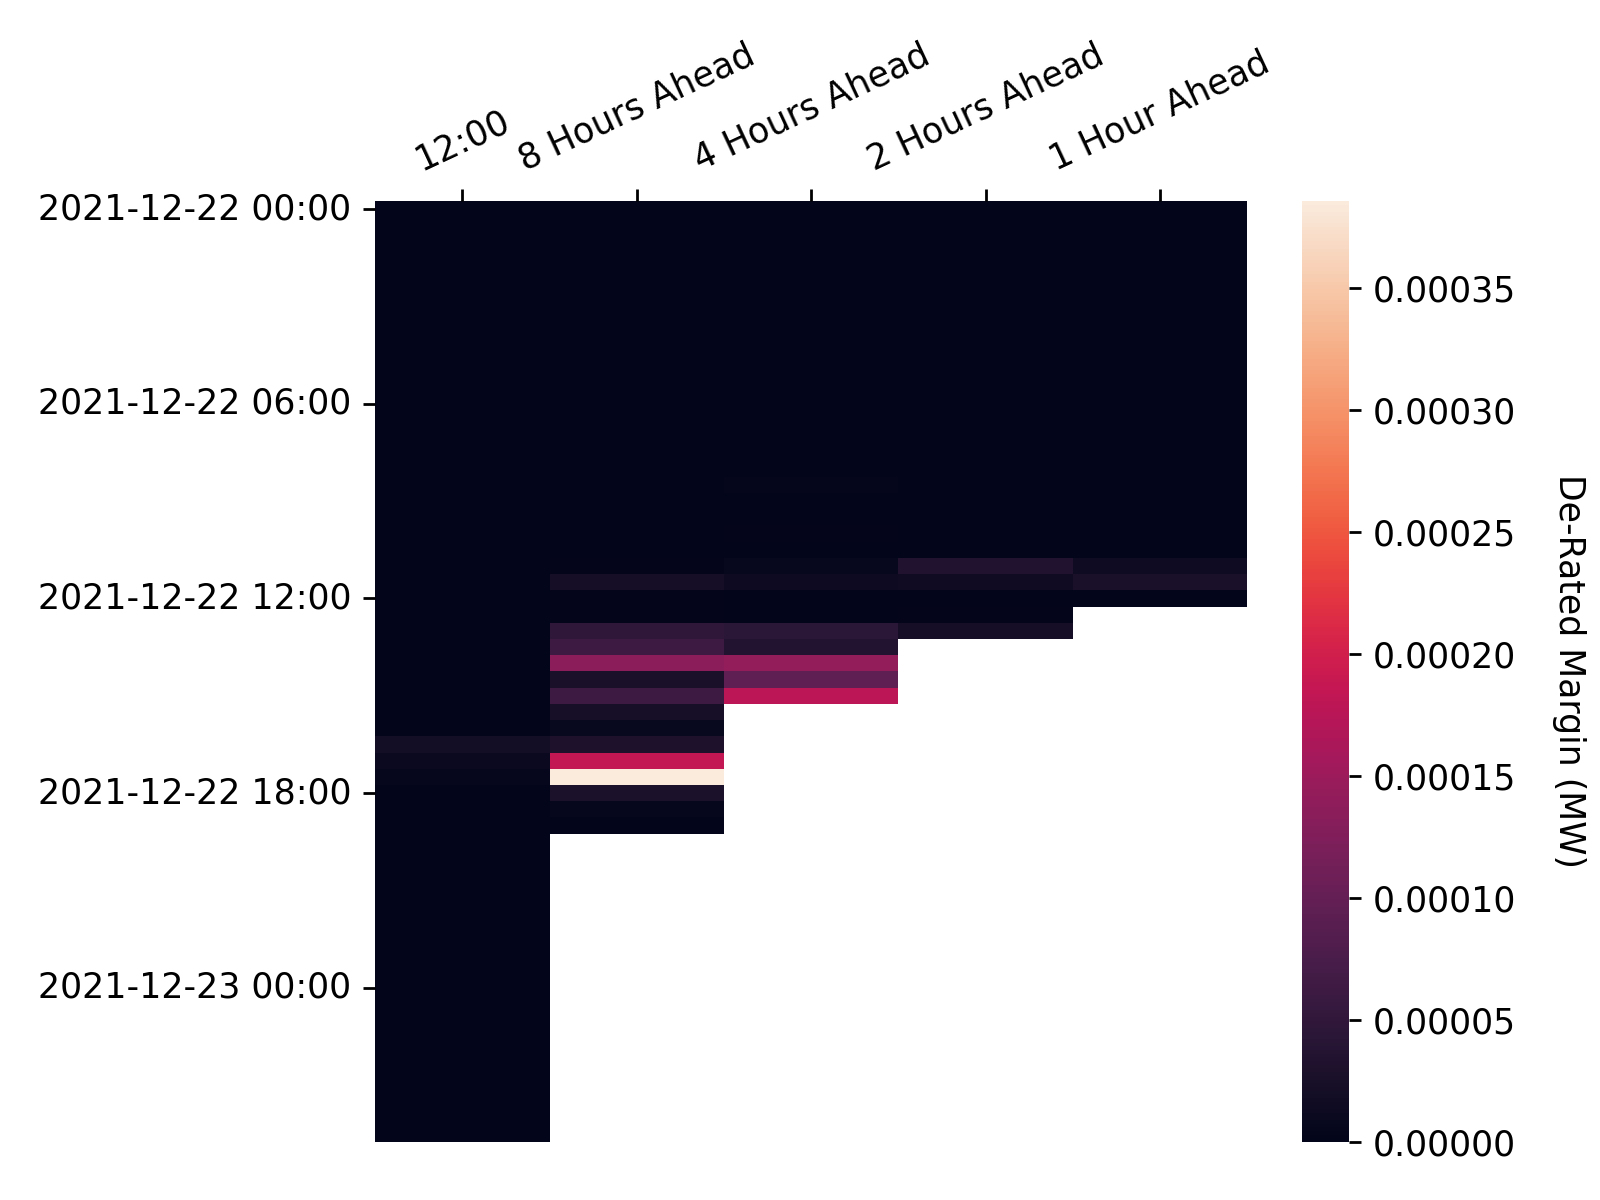 12:00
8 Hours Ahead
4 Hours Ahead
2 Hours Ahead
1 Hour Ahead
2021-12-22 00:00
2021-12-22 06:00
2021-12-22 12:00
2021-12-22 18:00
2021-12-23 00:00
0.00035
0.00030
0.00025
0.00020
0.00015
0.00010
0.00005
0.00000
De-Rated Margin (MW)